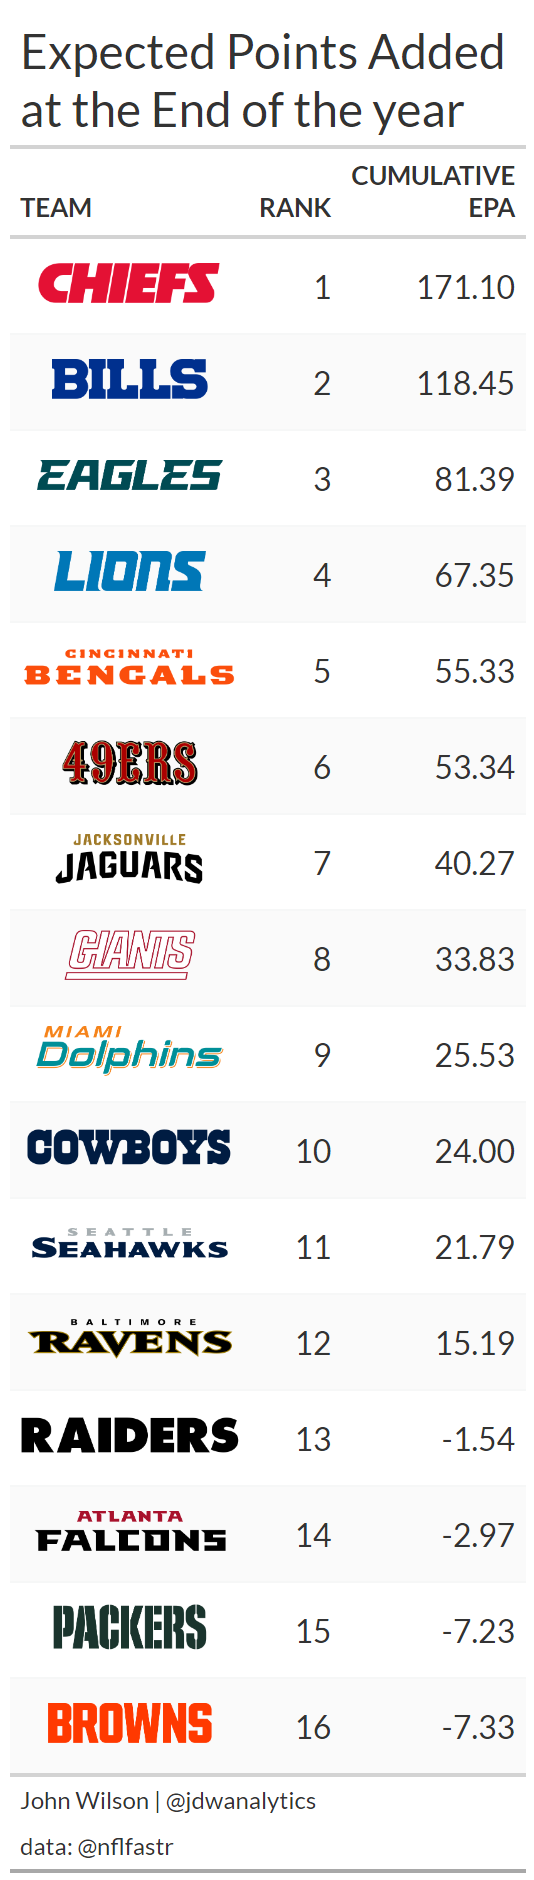 Expected Points Added
at the End of the year
CUMULATIVE
TEAM RANK EPA
CHIEFS 1 171.10
BILLS 2 118.45
EAGLES 3 81.39
LIONS 4 67.35
CINCINNATI
BENGALS 5 55.33
49ERS 6 53.34
JACKSONVILLE
JAGUARS 7 40.27
GIANTS 8 33.83
MIAMI
Dolphins 9 25.53
COWBOYS 10 24.00
SEATTLE
SEAHAWKS 11 21.79
BALTIMORE
RAVENS 12 15.19
RAIDERS 13 -1.54
ATLANTA
FALCONS 14 -2.97
PACKERS 15 -7.23
BROWNS 16 -7.33
John Wilson | @jdwanalytics
data: @nflfastr